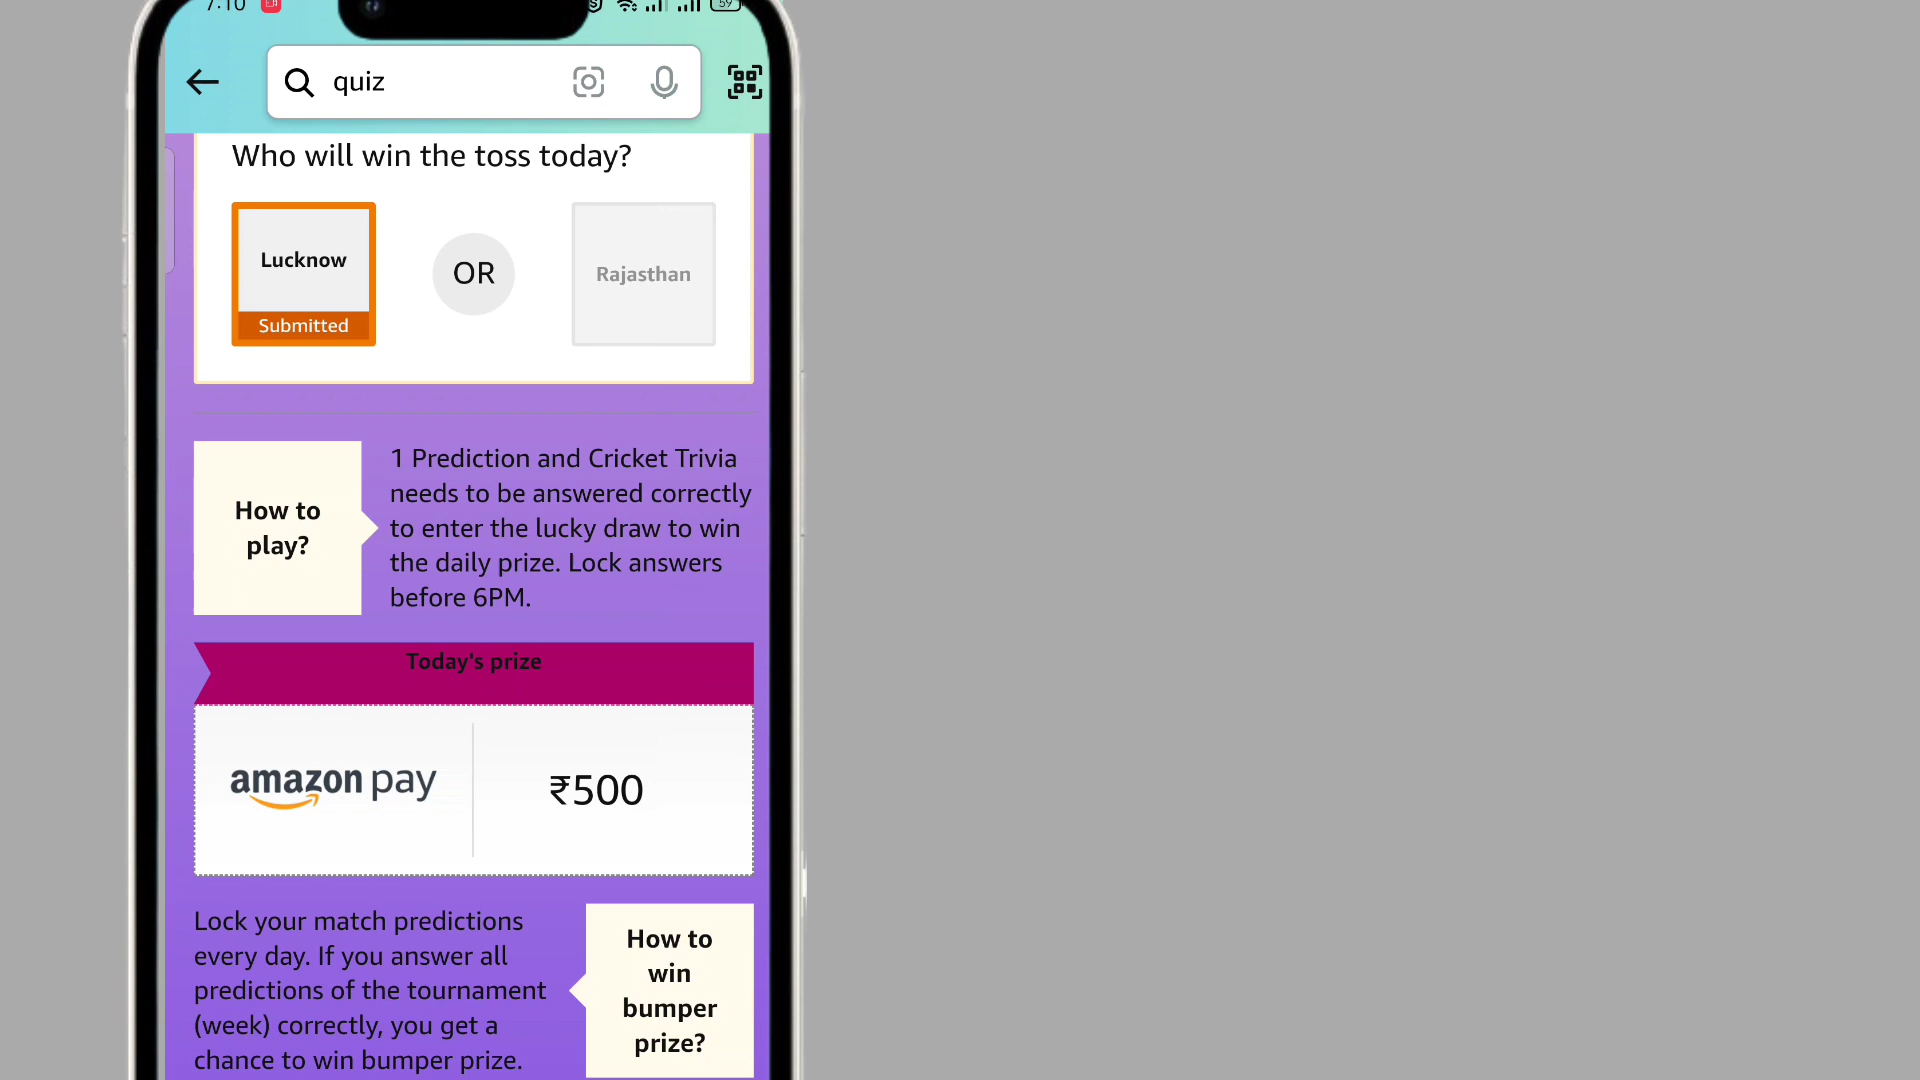 7:10
59
quiz
Who will win the toss today?
Lucknow
OR
Rajasthan
Submitted
How to
play?
1 Prediction and Cricket Trivia
needs to be answered correctly
to enter the lucky draw to win
the daily prize. Lock answers
before 6PM.
Today's prize
amazon pay
₹500
Lock your match predictions
every day. If you answer all
predictions of the tournament
(week) correctly, you get a
chance to win bumper prize.
How to
win
bumper
prize?